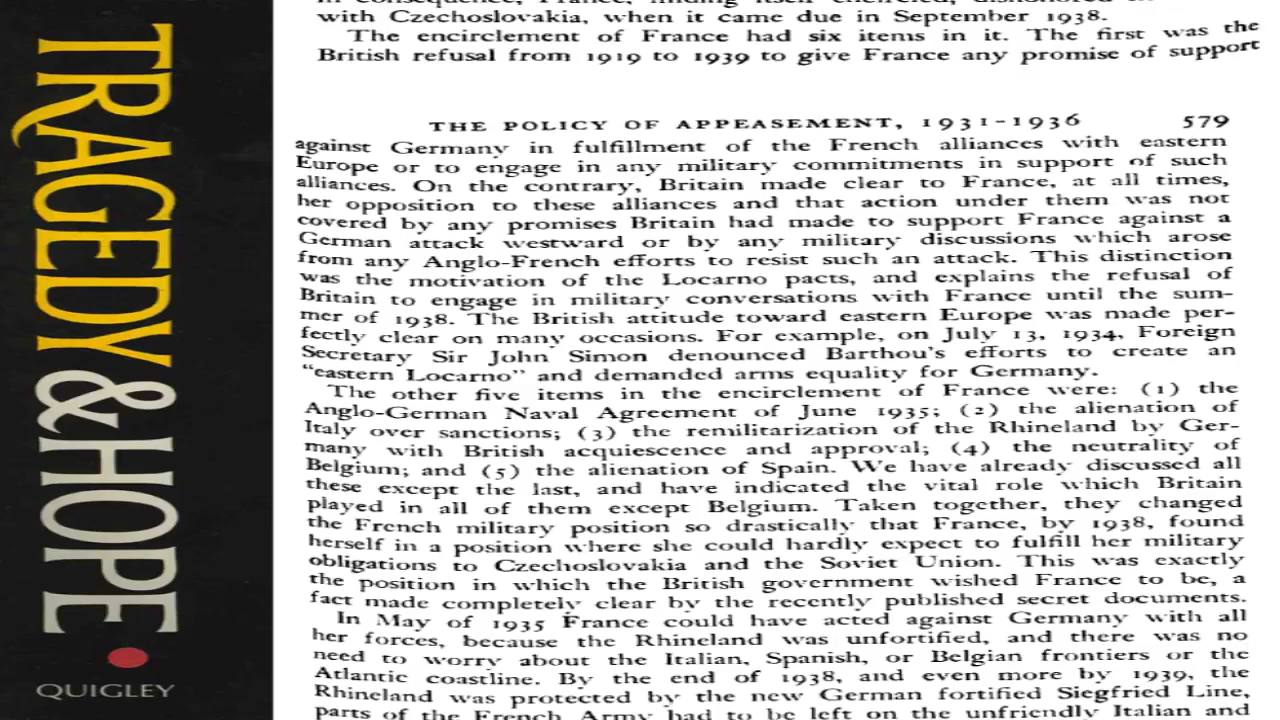 TRAGEDY & HOPE
QUIGLEY
with Czechoslovakia, when it came due in September 1938.
The encirclement of France had six items in it. The first was the
British refusal from 1919 to 1939 to give France any promise of support
THE POLICY OF APPEASEMENT, 1931-1936 579
against Germany in fulfillment of the French alliances with eastern
Europe or to engage in any military commitments in support of such
alliances. On the contrary, Britain made clear to France, at all times,
her opposition to these alliances and that action under them was not
covered by any promises Britain had made to support France against a
German attack westward or by any military discussions which arose
from any Anglo-French efforts to resist such an attack. This distinction
was the motivation of the Locarno pacts, and explains the refusal of
Britain to engage in military conversations with France until the sum-
mer of 1938. The British attitude toward eastern Europe was made per-
fectly clear on many occasions. For example, on July 13, 1934, Foreign
Secretary Sir John Simon denounced Barthou's efforts to create an
"eastern Locarno" and demanded arms equality for Germany.
The other five items in the encirclement of France were: (1) the
Anglo-German Naval Agreement of June 1935; (2) the alienation of
Italy over sanctions; (3) the remilitarization of the Rhineland by Ger-
many with British acquiescence and approval; (4) the neutrality of
Belgium; and (5) the alienation of Spain. We have already discussed all
these except the last, and have indicated the vital role which Britain
played in all of them except Belgium. Taken together, they changed
the French military position so drastically that France, by 1938, found
herself in a position where she could hardly expect to fulfill her military
obligations to Czechoslovakia and the Soviet Union. This was exactly
the position in which the British government wished France to be, a
fact made completely clear by the recently published secret documents.
In May of 1935 France could have acted against Germany with all
her forces, because the Rhineland was unfortified, and there was no
need to worry about the Italian, Spanish, or Belgian frontiers or the
Atlantic coastline. By the end of 1938, and even more by 1939, the
Rhineland was protected by the new German fortified Siegfried Line,
parts of the French Army had to be left on the unfriendly Italian and